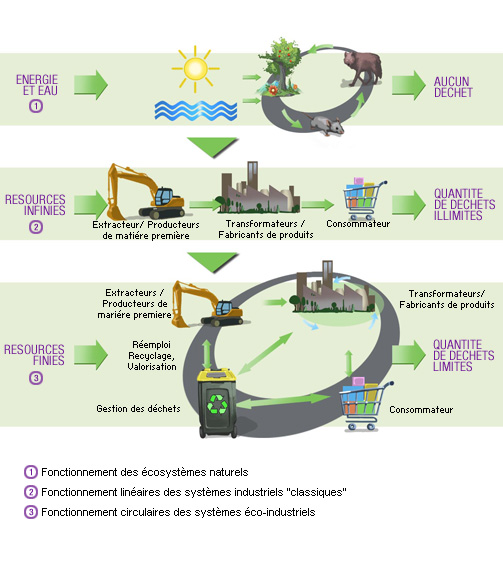 ENERGIE
ET EAU
1
AUCUN
DECHET
RESOURCES
INFINIES
2
Extracteur/ Producteurs
de matiére première
Transformateurs /
Fabricants de produits
Consommateur
QUANTITE
DE DECHETS
ILLIMITES
Extracteurs /
Producteurs de
mariére premiere
Transformateurs/
Fabricants de produits
RESOURCES
FINIES
3
Réemploi
Recyclage,
Valorisation
QUANTITE
DE DECHETS
LIMITES
Gestion des déchets
Consommateur
1 Fonctionnement des écosystèmes naturels
2 Fonctionnement linéaires des systèmes industriels "classiques"
3 Fonctionnement circulaires des systèmes éco-industriels